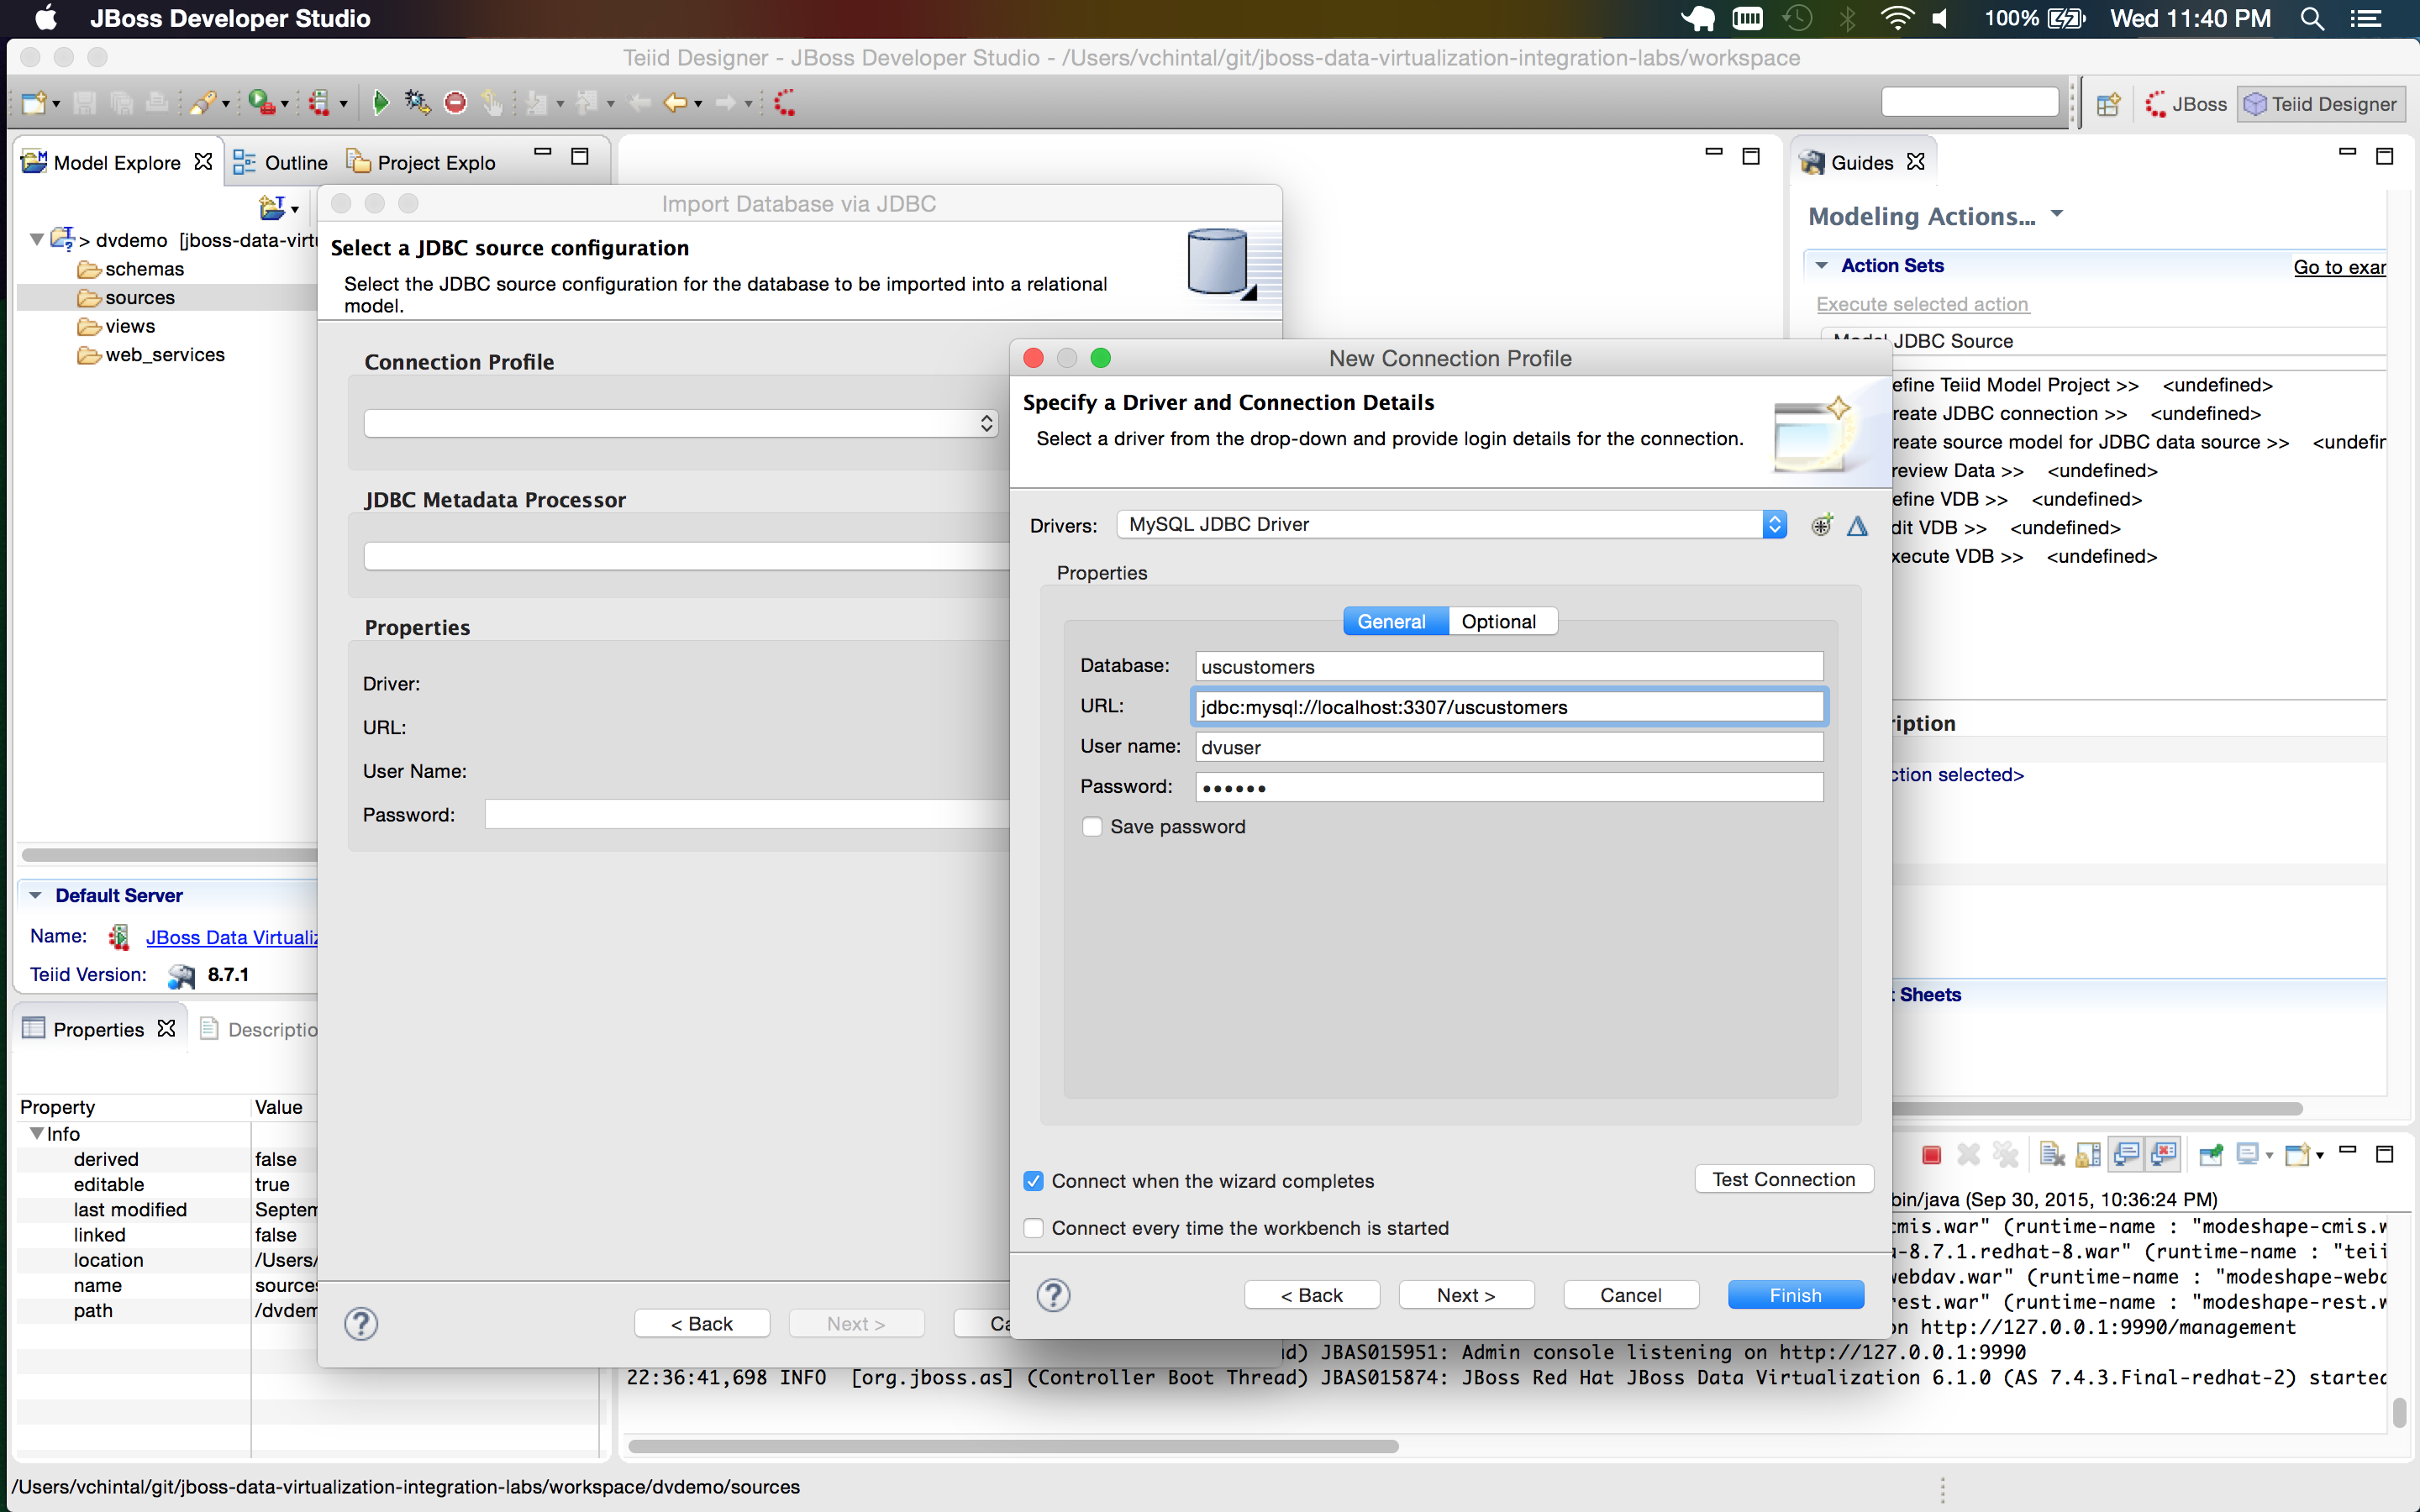 JBoss Developer Studio
100%
Wed 11:40 PM
Teiid Designer - JBoss Developer Studio - /Users/vchintal/git/jboss-data-virtualization-integration-labs/workspace
JBoss
Teiid Designer
Model Explore
Outline
Project Explo
> dvdemo [jboss-data-virtu
schemas
sources
views
web_services
Default Server
Name:
JBoss Data Virtualiz
Teiid Version:
8.7.1
Properties
Descriptio
Property
Value
Info
derived
false
editable
true
last modified
Septem
linked
false
location
/Users/
name
sources
path
/dvdem
Import Database via JDBC
Select a JDBC source configuration
Select the JDBC source configuration for the database to be imported into a relational
model.
Connection Profile
JDBC Metadata Processor
Properties
Driver:
URL:
User Name:
Password:
?
< Back
Next >
Ca
New Connection Profile
Specify a Driver and Connection Details
Select a driver from the drop-down and provide login details for the connection.
Drivers:
MySQL JDBC Driver
Properties
General
Optional
Database:
uscustomers
URL:
jdbc:mysql://localhost:3307/uscustomers
User name:
dvuser
Password:
••••••
Save password
Connect when the wizard completes
Test Connection
Connect every time the workbench is started
?
< Back
Next >
Cancel
Finish
Guides
Modeling Actions...
Action Sets
Go to exar
Execute selected action
Model JDBC Source
efine Teiid Model Project >> <undefined>
reate JDBC connection >> <undefined>
reate source model for JDBC data source >> <undefin
review Data >> <undefined>
efine VDB >> <undefined>
dit VDB >> <undefined>
xecute VDB >> <undefined>
ription
ction selected>
t Sheets
bin/java (Sep 30, 2015, 10:36:24 PM)
cmis.war" (runtime-name : "modeshape-cmis.w
a-8.7.1.redhat-8.war" (runtime-name : "teii
webdav.war" (runtime-name : "modeshape-webd
rest.war" (runtime-name : "modeshape-rest.w
on http://127.0.0.1:9990/management
ad) JBAS015951: Admin console listening on http://127.0.0.1:9990
22:36:41,698 INFO [org.jboss.as] (Controller Boot Thread) JBAS015874: JBoss Red Hat JBoss Data Virtualization 6.1.0 (AS 7.4.3.Final-redhat-2) started
/Users/vchintal/git/jboss-data-virtualization-integration-labs/workspace/dvdemo/sources